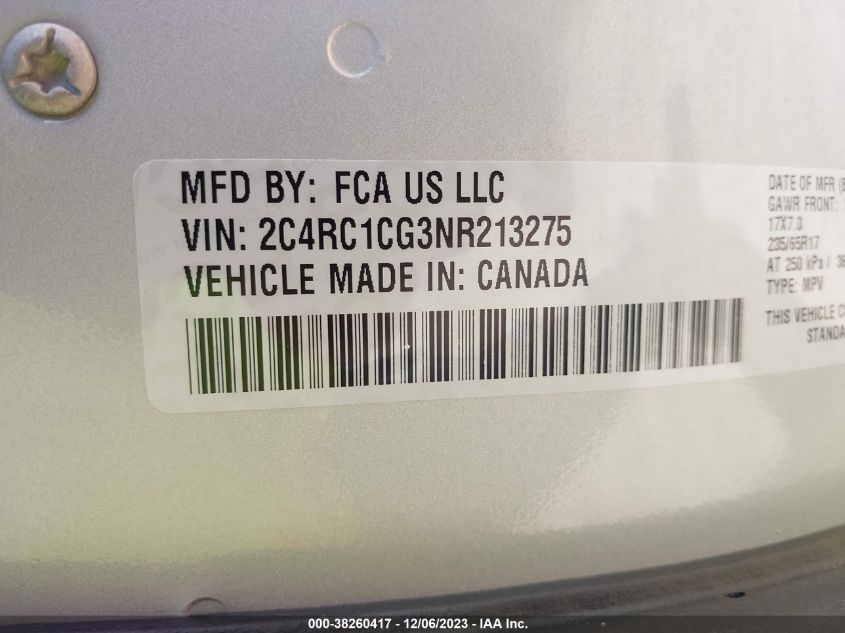 MFD BY: FCA US LLC
VIN: 2C4RC1CG3NR213275
VEHICLE MADE IN: CANADA
DATE OF MFR
GAWR FRONT:
17X7.0
235/65R17
AT 250 kPa /
TYPE: MPV
THIS VEHICLE
000-38260417 - 12/06/2023 - IAA Inc.